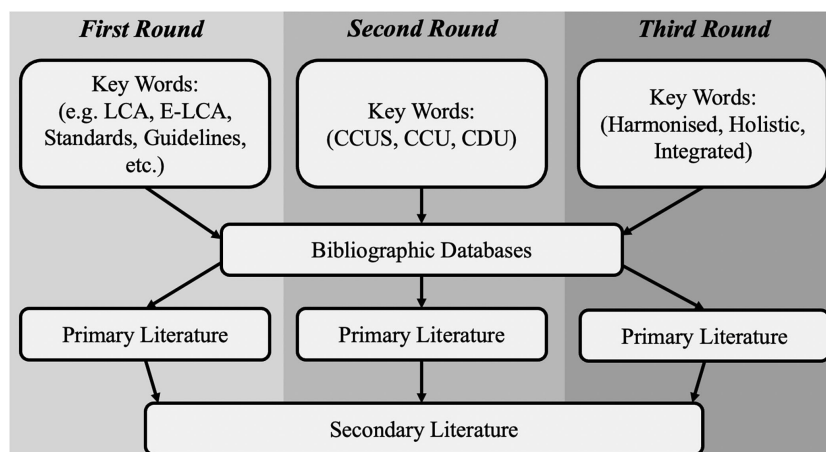 First Round
Second Round
Third Round
Key Words:
(e.g. LCA, E-LCA,
Standards, Guidelines,
etc.)
Key Words:
(CCUS, CCU, CDU)
Key Words:
(Harmonised, Holistic,
Integrated)
Bibliographic Databases
Primary Literature
Primary Literature
Primary Literature
Secondary Literature